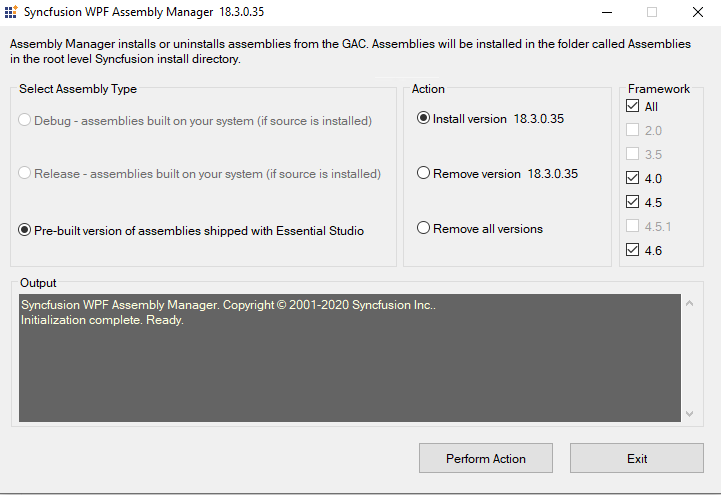 Syncfusion WPF Assembly Manager 18.3.0.35
Assembly Manager installs or uninstalls assemblies from the GAC. Assemblies will be installed in the folder called Assemblies
in the root level Syncfusion install directory.
Select Assembly Type
Debug - assemblies built on your system (if source is installed)
Release - assemblies built on your system (if source is installed)
Pre-built version of assemblies shipped with Essential Studio
Action
Install version 18.3.0.35
Remove version 18.3.0.35
Remove all versions
Framework
All
2.0
3.5
4.0
4.5
4.5.1
4.6
Output
Syncfusion WPF Assembly Manager. Copyright © 2001-2020 Syncfusion Inc..
Initialization complete. Ready.
Perform Action
Exit